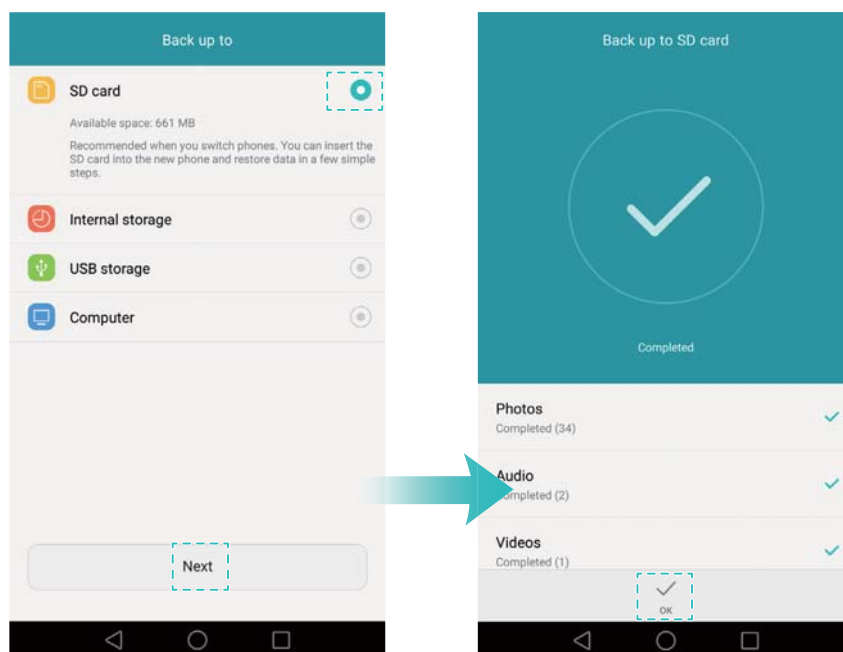 Back up to
SD card
Available space: 661 MB
Recommended when you switch phones. You can insert the
SD card into the new phone and restore data in a few simple
steps.
Internal storage
USB storage
Computer
Next
Back up to SD card
Completed
Photos
Completed (34)
Audio
Completed (2)
Videos
Completed (1)
OK